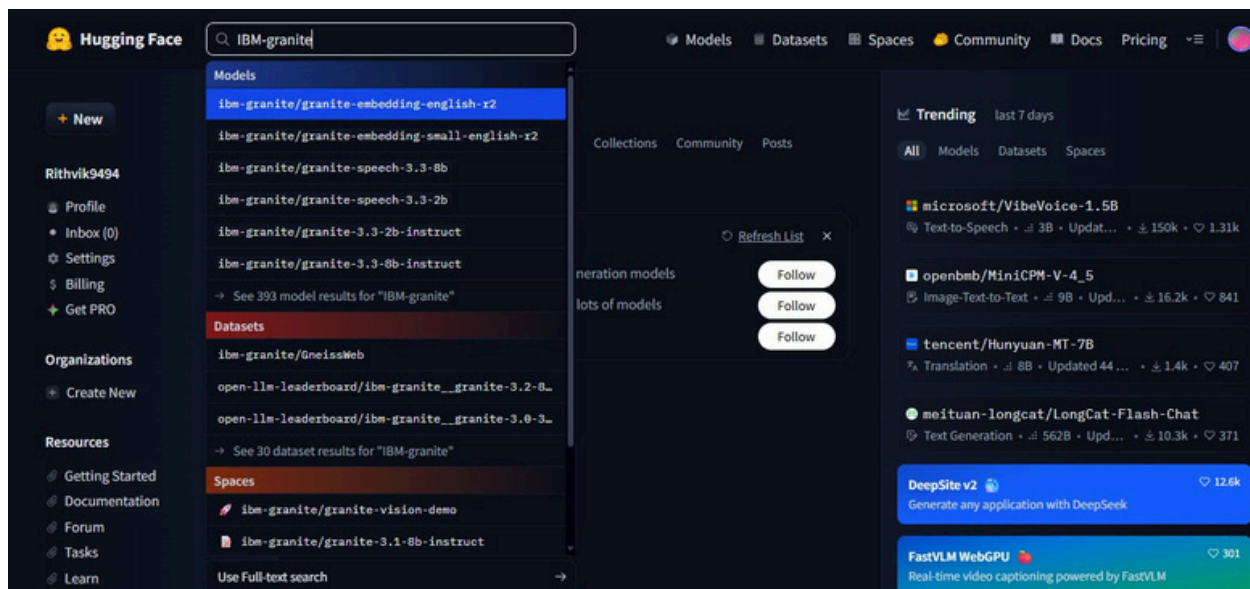 Hugging Face
IBM-granite
Models
Datasets
Spaces
Community
Docs
Pricing
+ New
Rithvik9494
Profile
Inbox (0)
Settings
Billing
Get PRO
Organizations
Create New
Resources
Getting Started
Documentation
Forum
Tasks
Learn
Models
ibm-granite/granite-embedding-english-r2
ibm-granite/granite-embedding-small-english-r2
ibm-granite/granite-speech-3.3-8b
ibm-granite/granite-speech-3.3-2b
ibm-granite/granite-3.3-2b-instruct
ibm-granite/granite-3.3-8b-instruct
→ See 393 model results for "IBM-granite"
Datasets
ibm-granite/GneissWeb
open-llm-leaderboard/ibm-granite__granite-3.2-8…
open-llm-leaderboard/ibm-granite__granite-3.0-3…
→ See 30 dataset results for "IBM-granite"
Spaces
ibm-granite/granite-vision-demo
ibm-granite/granite-3.1-8b-instruct
Use Full-text search →
Collections Community Posts
Refresh List ×
neration models
Follow
lots of models
Follow
Follow
Trending last 7 days
All Models Datasets Spaces
microsoft/VibeVoice-1.5B
Text-to-Speech • 3B • Updat... • 150k • 1.31k
openbmb/MiniCPM-V-4_5
Image-Text-to-Text • 9B • Upd... • 16.2k • 841
tencent/Hunyuan-MT-7B
Translation • 8B • Updated 44 ... • 1.4k • 407
meituan-longcat/LongCat-Flash-Chat
Text Generation • 562B • Upd... • 10.3k • 371
DeepSite v2 12.6k
Generate any application with DeepSeek
FastVLM WebGPU 301
Real-time video captioning powered by FastVLM